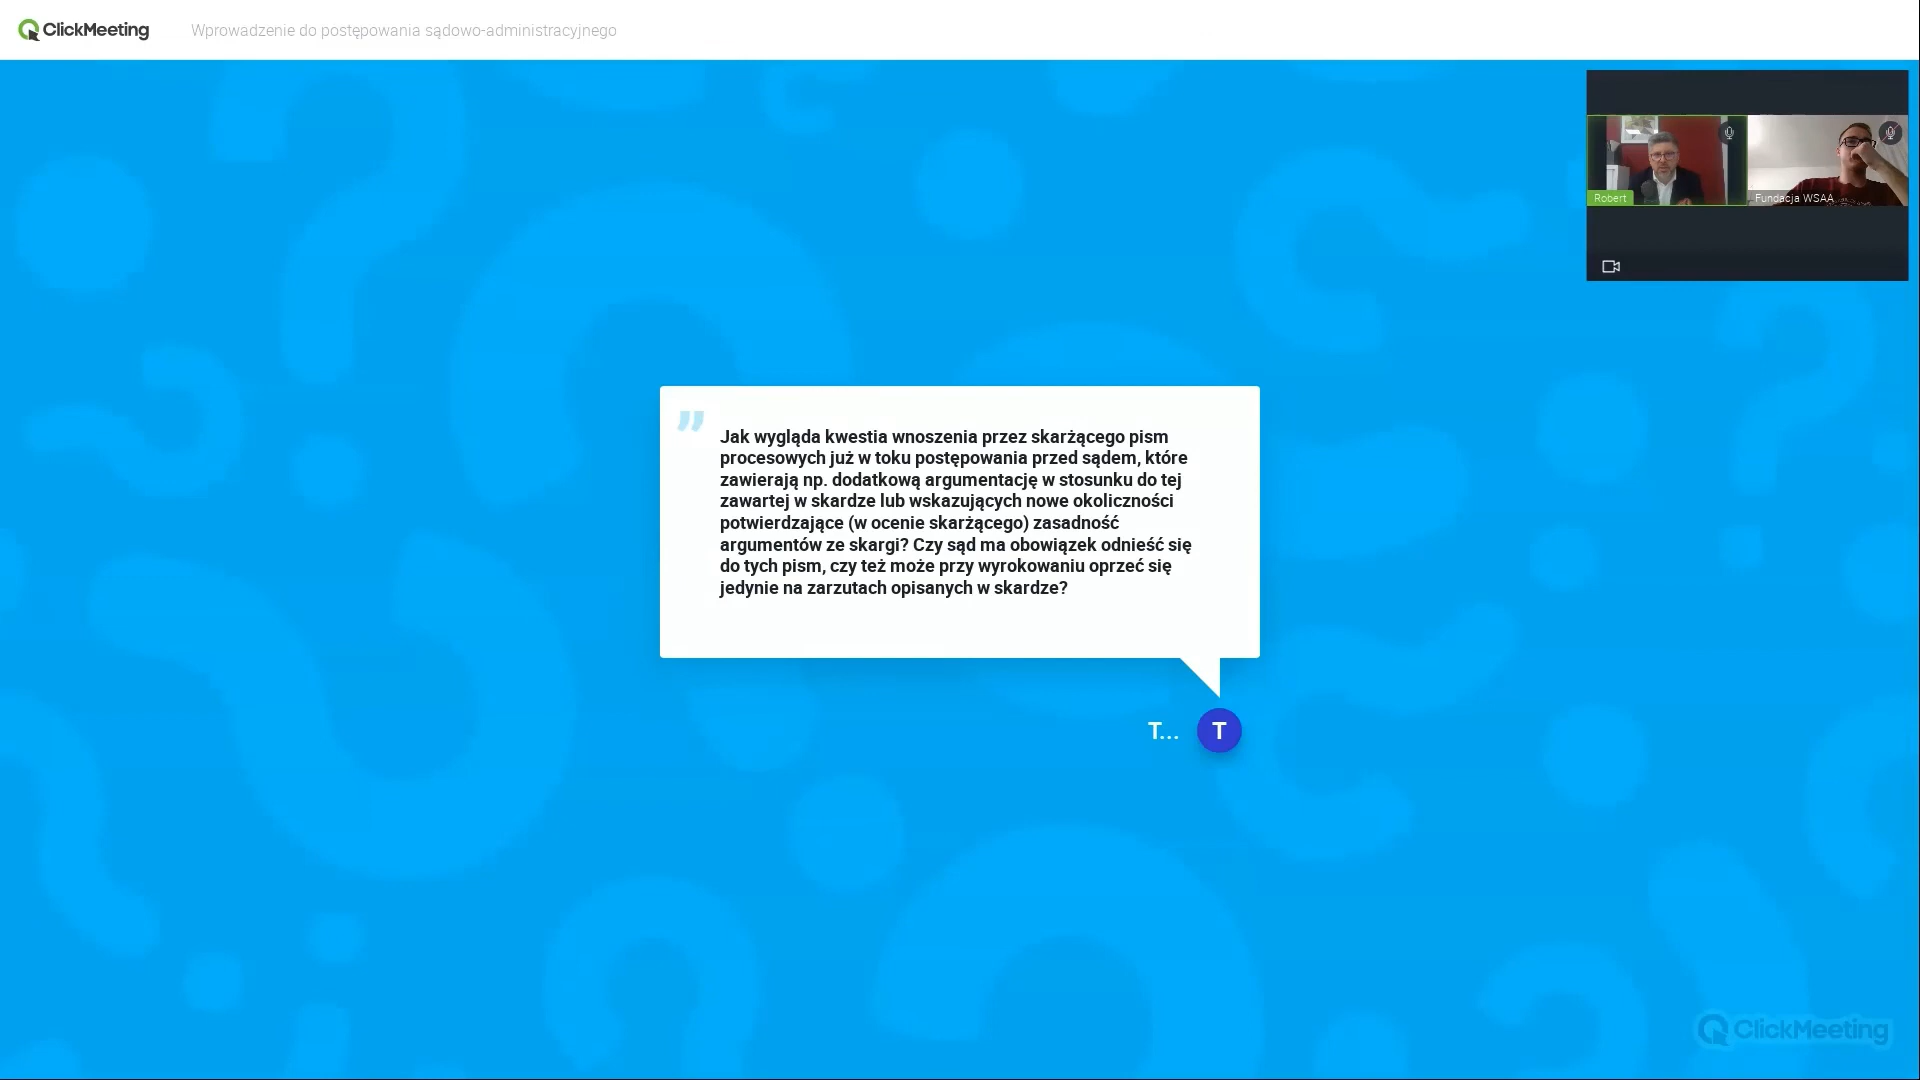 ClickMeeting
Wprowadzenie do postępowania sądowo-administracyjnego
Robert
Fundacja WSAA
Jak wygląda kwestia wnoszenia przez skarżącego pism
procesowych już w toku postępowania przed sądem, które
zawierają np. dodatkową argumentację w stosunku do tej
zawartej w skardze lub wskazujących nowe okoliczności
potwierdzające (w ocenie skarżącego) zasadność
argumentów ze skargi? Czy sąd ma obowiązek odnieść się
do tych pism, czy też może przy wyrokowaniu oprzeć się
jedynie na zarzutach opisanych w skardze?
T...
T
ClickMeeting